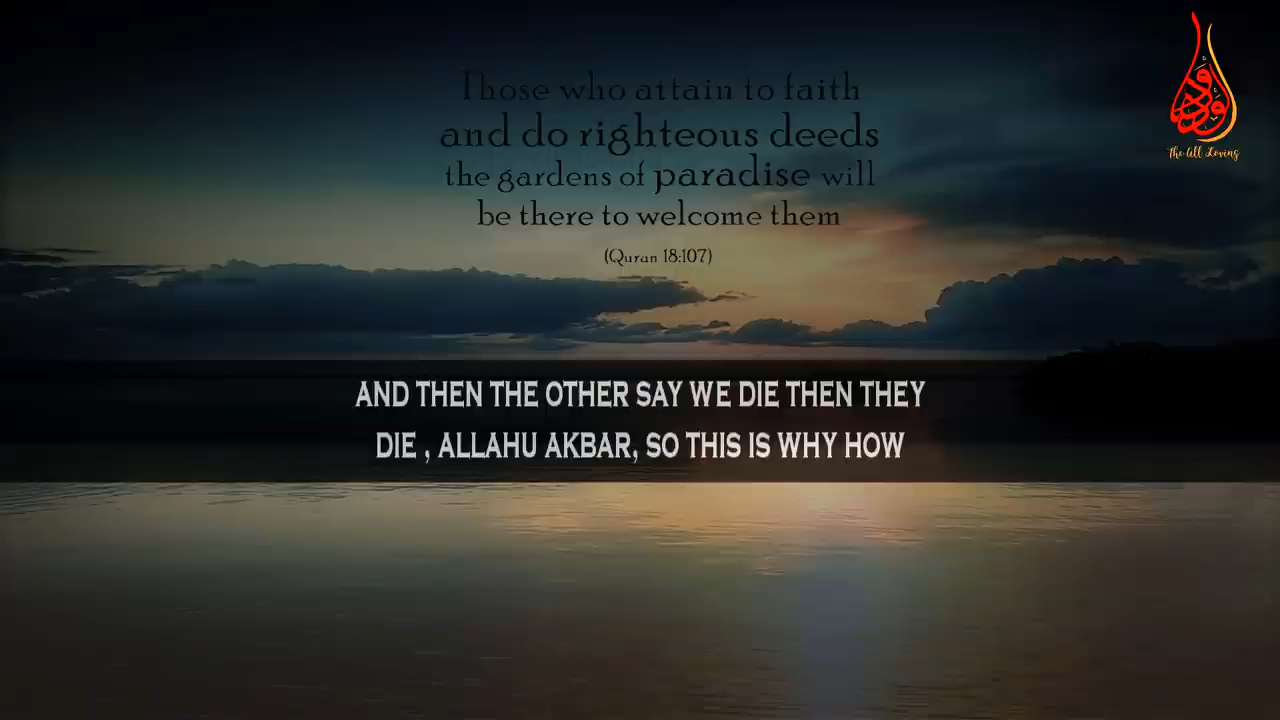 Those who attain to faith
and do righteous deeds
the gardens of paradise will
be there to welcome them
(Quran 18:107)
The All Loving
AND THEN THE OTHER SAY WE DIE THEN THEY
DIE , ALLAHU AKBAR, SO THIS IS WHY HOW